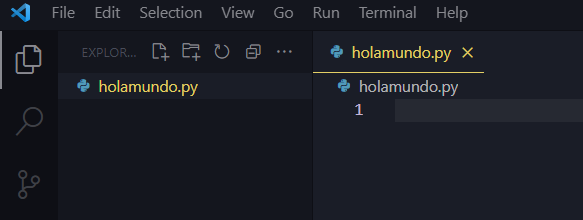 File Edit Selection View Go Run Terminal Help
EXPLOR...
holamundo.py
holamundo.py
holamundo.py
1